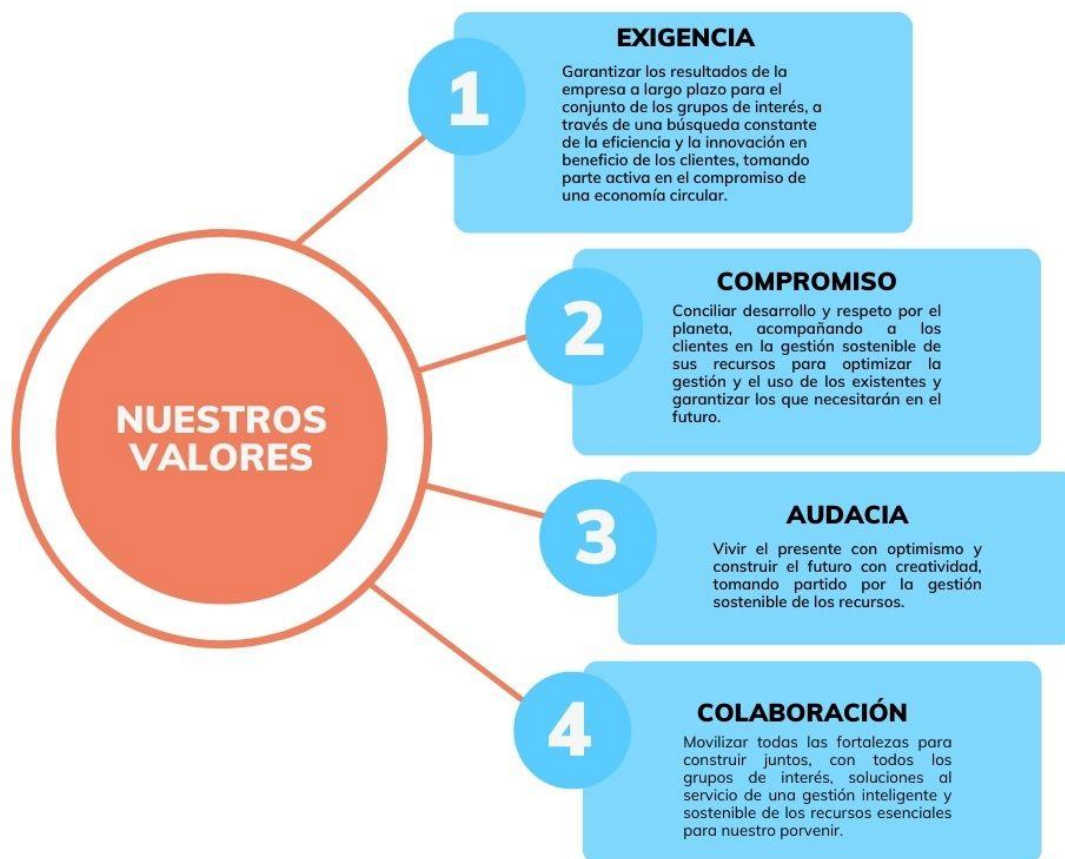 NUESTROS
VALORES
1
EXIGENCIA
Garantizar los resultados de la
empresa a largo plazo para el
conjunto de los grupos de interés, a
través de una búsqueda constante
de la eficiencia y la innovación en
beneficio de los clientes, tomando
parte activa en el compromiso de
una economía circular.
2
COMPROMISO
Conciliar desarrollo y respeto por el
planeta, acompañando a los
clientes en la gestión sostenible de
sus recursos para optimizar la
gestión y el uso de los existentes y
garantizar los que necesitarán en el
futuro.
3
AUDACIA
Vivir el presente con optimismo y
construir el futuro con creatividad,
tomando partido por la gestión
sostenible de los recursos.
4
COLABORACIÓN
Movilizar todas las fortalezas para
construir juntos, con todos los
grupos de interés, soluciones al
servicio de una gestión inteligente y
sostenible de los recursos esenciales
para nuestro porvenir.